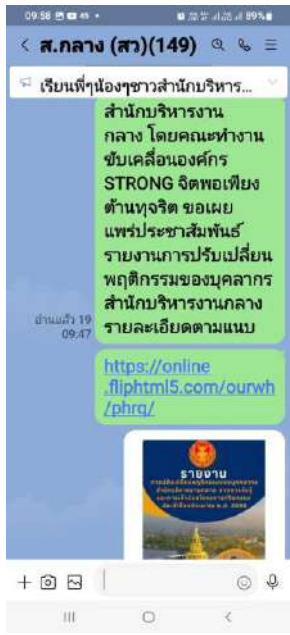 09:58
89%
ส.กลาง (สว)(149)
เรียนพี่ๆน้องๆชาวสำนักบริหาร...
สำนักบริหารงาน
กลาง โดยคณะทำงาน
ขับเคลื่อนองค์กร
STRONG จิตพอเพียง
ต้านทุจริต ขอเผย
แพร่ประชาสัมพันธ์
รายงานการปรับเปลี่ยน
พฤติกรรมของบุคลากร
สำนักบริหารงานกลาง
รายละเอียดตามแนบ
อ่านแล้ว 19
09:47
https://online
.fliphtml5.com/ourwh
/phrq/
รายงาน